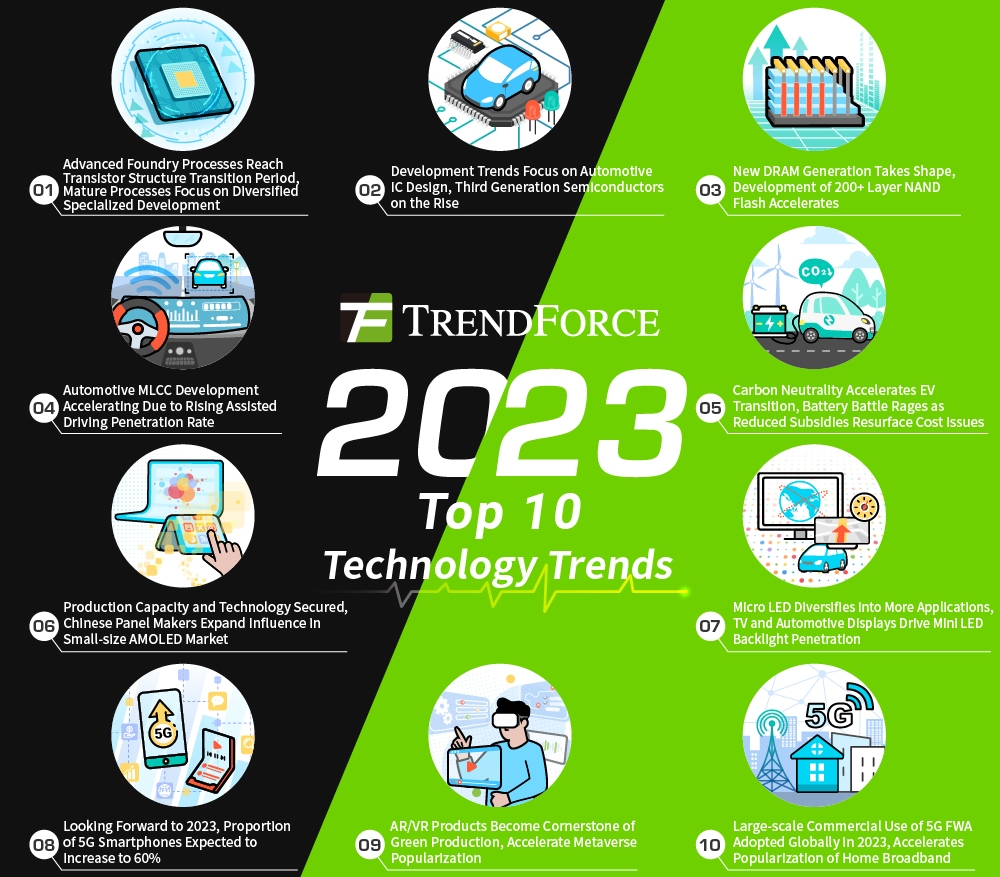 01
Advanced Foundry Processes Reach
Transistor Structure Transition Period,
Mature Processes Focus on Diversified
Specialized Development
02
Development Trends Focus on Automotive
IC Design, Third Generation Semiconductors
on the Rise
03
New DRAM Generation Takes Shape,
Development of 200+ Layer NAND
Flash Accelerates
04
Automotive MLCC Development
Accelerating Due to Rising Assisted
Driving Penetration Rate
TF TRENDFORCE
2023
Top 10
Technology Trends
CO2↓
05
Carbon Neutrality Accelerates EV
Transition, Battery Battle Rages as
Reduced Subsidies Resurface Cost Issues
06
Production Capacity and Technology Secured,
Chinese Panel Makers Expand Influence in
Small-size AMOLED Market
07
Micro LED Diversifies into More Applications,
TV and Automotive Displays Drive Mini LED
Backlight Penetration
5G
08
Looking Forward to 2023, Proportion
of 5G Smartphones Expected to
Increase to 60%
09
AR/VR Products Become Cornerstone of
Green Production, Accelerate Metaverse
Popularization
5G
10
Large-scale Commercial Use of 5G FWA
Adopted Globally in 2023, Accelerates
Popularization of Home Broadband